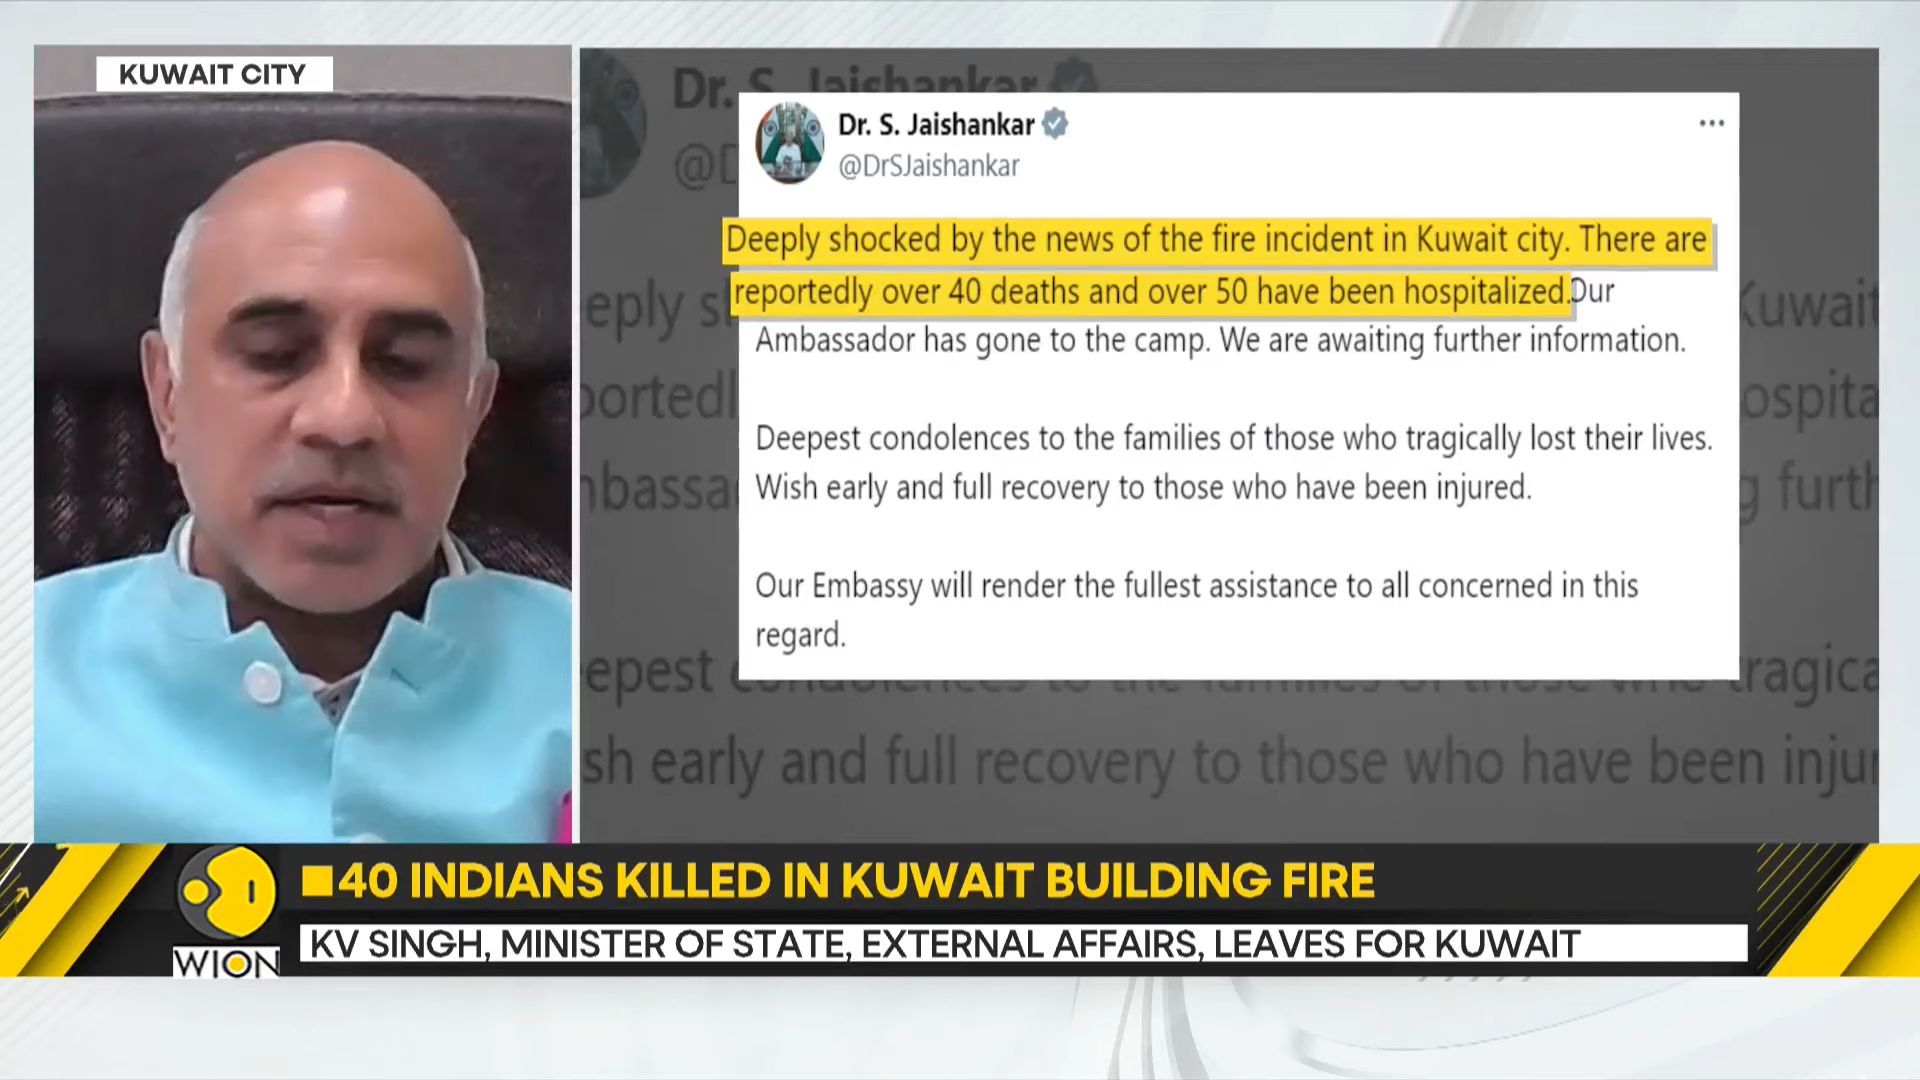 KUWAIT CITY
Dr. S. Jaishankar
@DrSJaishankar
Deeply shocked by the news of the fire incident in Kuwait city. There are
reportedly over 40 deaths and over 50 have been hospitalized. Our
Ambassador has gone to the camp. We are awaiting further information.
Deepest condolences to the families of those who tragically lost their lives.
Wish early and full recovery to those who have been injured.
Our Embassy will render the fullest assistance to all concerned in this
regard.
40 INDIANS KILLED IN KUWAIT BUILDING FIRE
KV SINGH, MINISTER OF STATE, EXTERNAL AFFAIRS, LEAVES FOR KUWAIT
WION